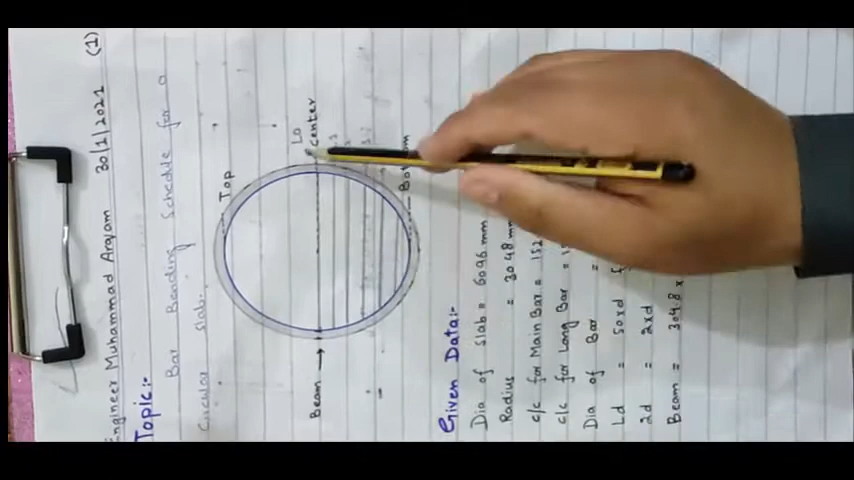 Engineer Muhammad Arqam 30/1/2021 (1)
Topic:-
Bar Bending Schedule for a
Circular slab:-
Top
Beam →
L0
center
Bottom
Given Data:-
Dia of slab = 6096 mm
Radius = 3048 mm
c/c for Main Bar = 152
c/c for Long Bar =
Dia of Bar =
Ld = 50xd
2d = 2xd
Beam = 304.8 x